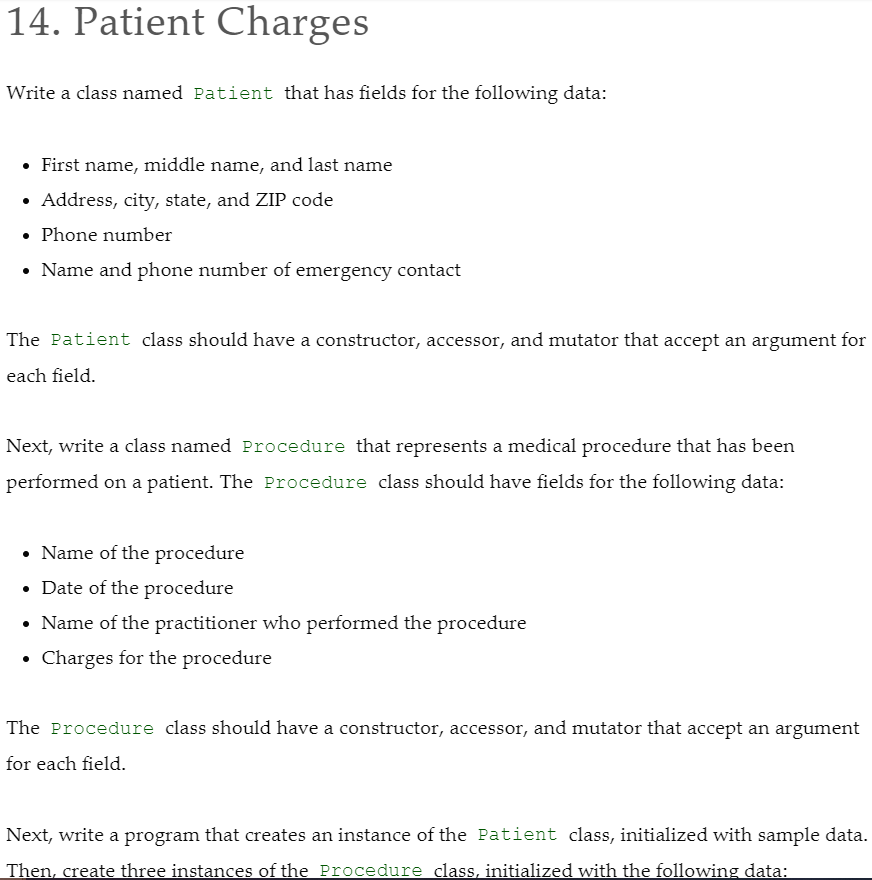 14. Patient Charges
Write a class named Patient that has fields for the following data:
• First name, middle name, and last name
• Address, city, state, and ZIP code
• Phone number
• Name and phone number of emergency contact
The Patient class should have a constructor, accessor, and mutator that accept an argument for
each field.
Next, write a class named Procedure that represents a medical procedure that has been
performed on a patient. The Procedure class should have fields for the following data:
• Name of the procedure
• Date of the procedure
• Name of the practitioner who performed the procedure
• Charges for the procedure
The Procedure class should have a constructor, accessor, and mutator that accept an argument
for each field.
Next, write a program that creates an instance of the Patient class, initialized with sample data.
Then, create three instances of the Procedure class, initialized with the following data: